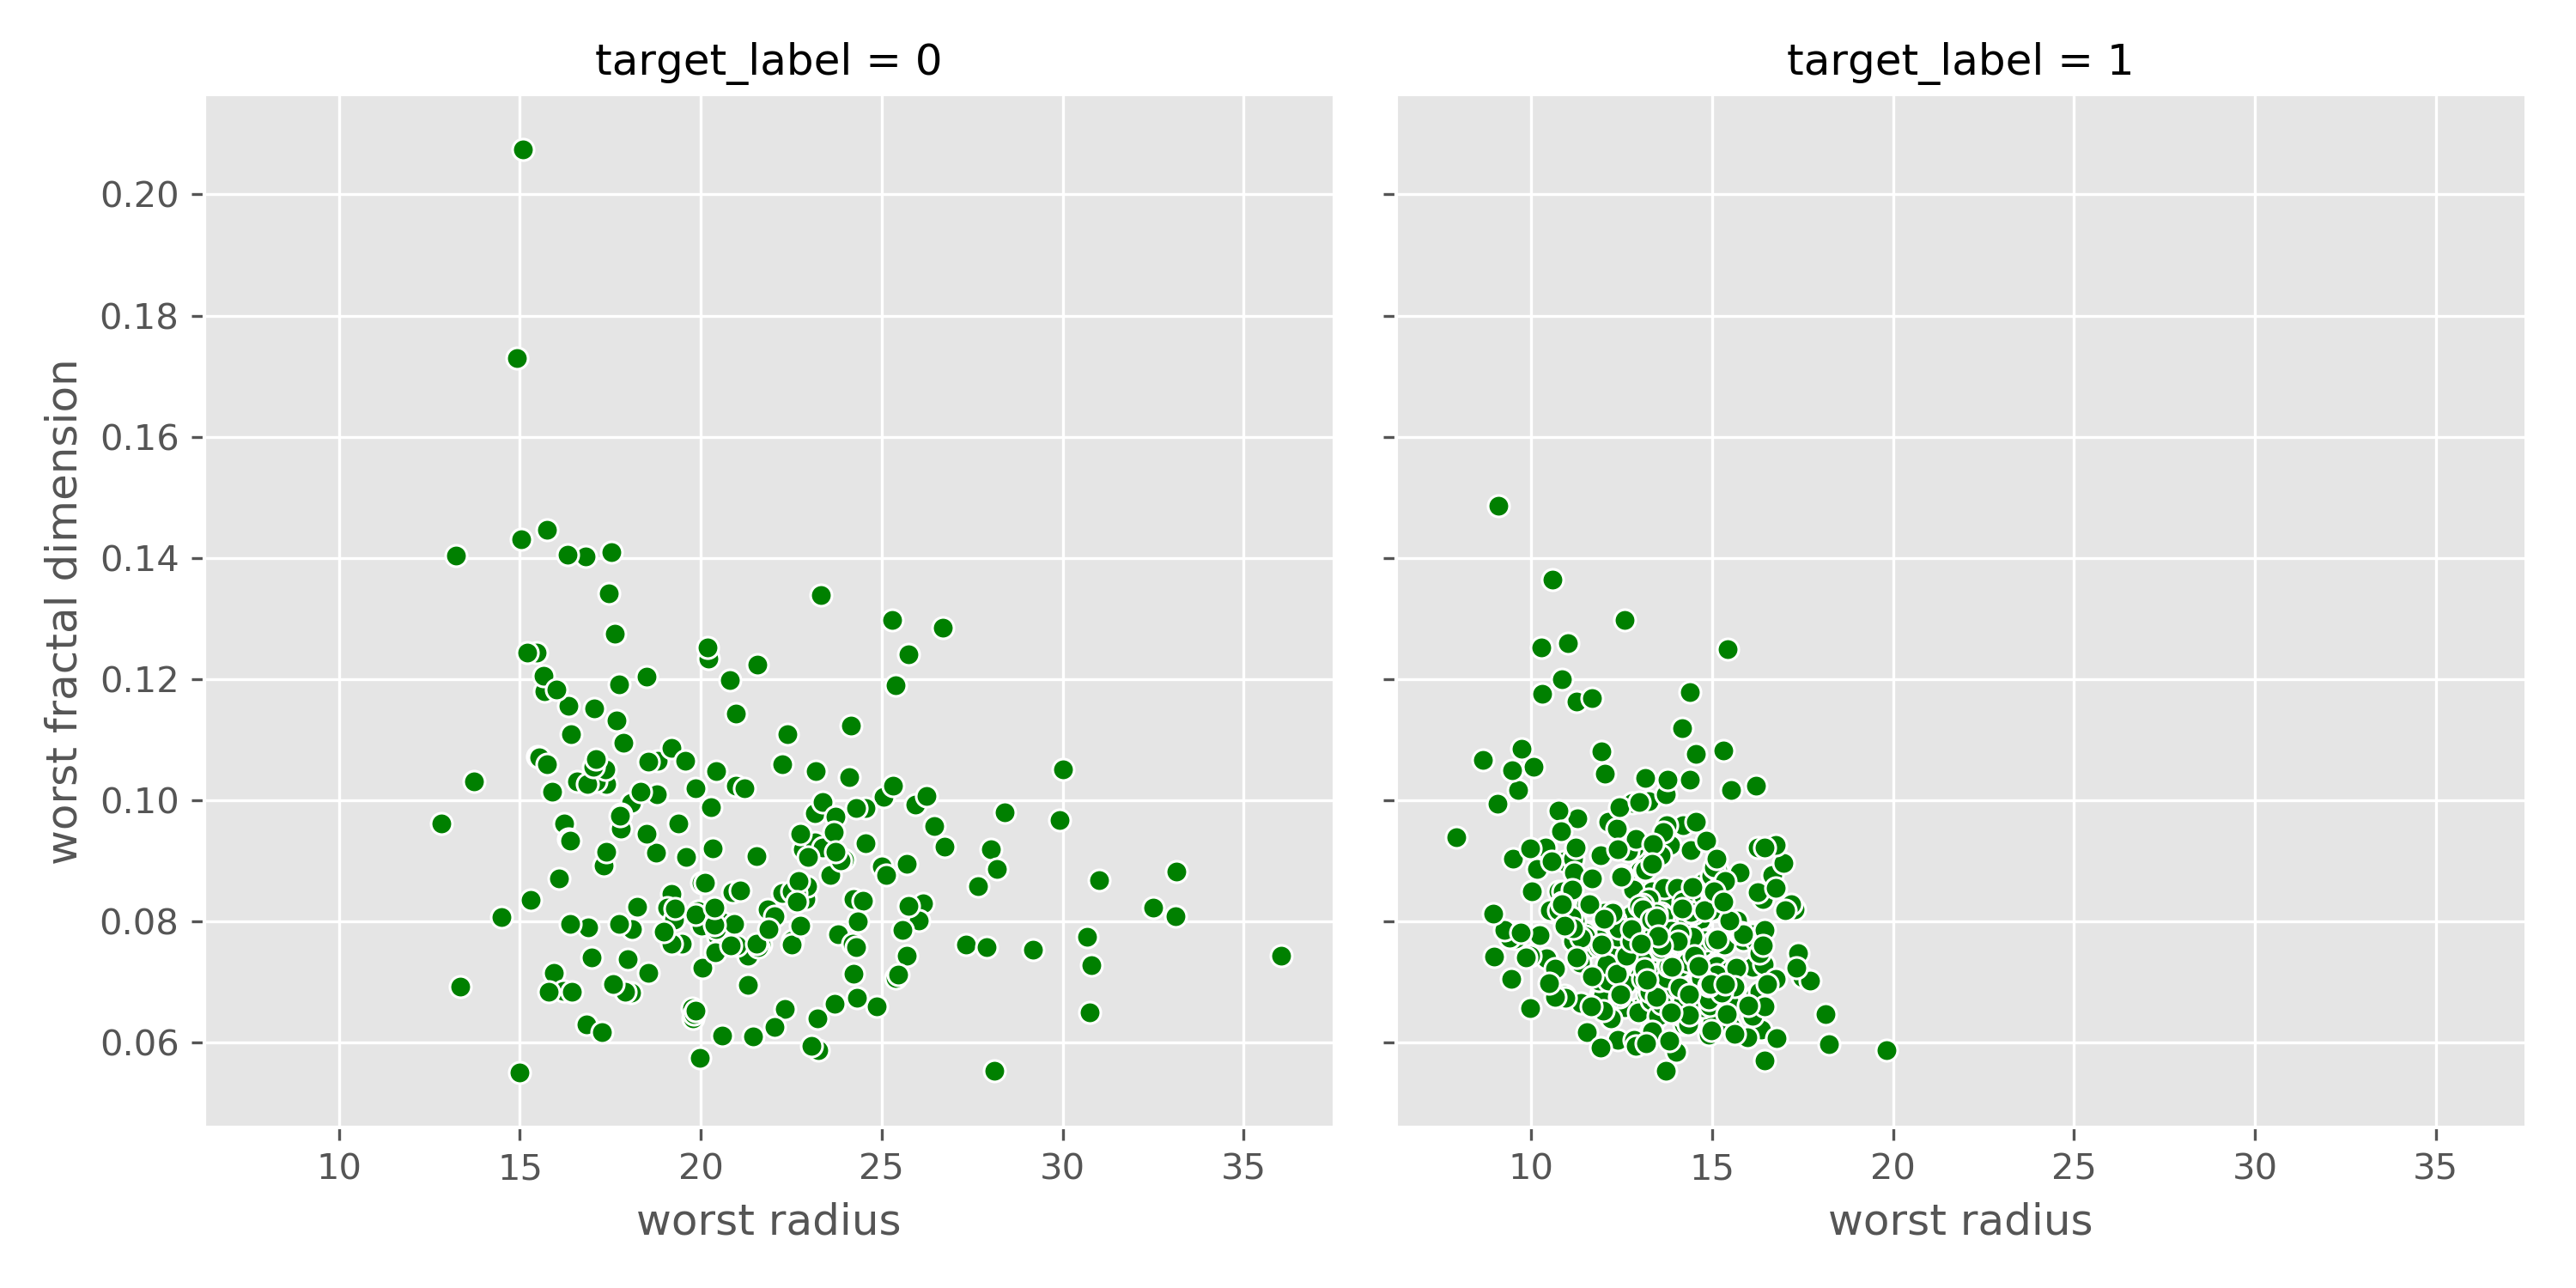 target_label = 0
target_label = 1
worst fractal dimension
0.20
0.18
0.16
0.14
0.12
0.10
0.08
0.06
10 15 20 25 30 35
10 15 20 25 30 35
worst radius
worst radius